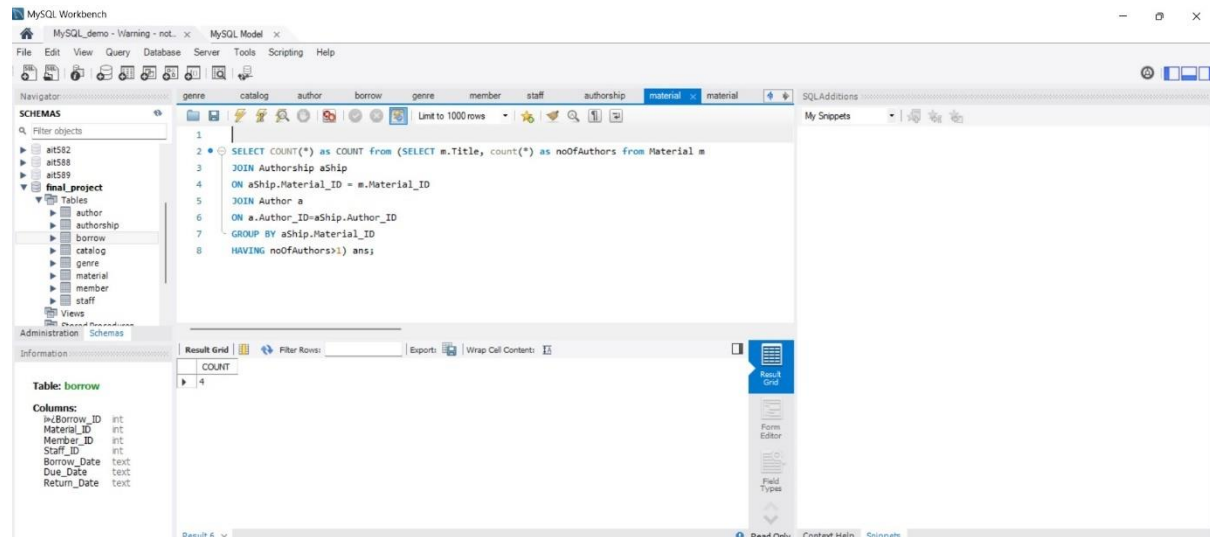 MySQL Workbench
MySQL_demo - Warning - not... × MySQL Model ×
File Edit View Query Database Server Tools Scripting Help
Navigator
SCHEMAS
Filter objects
ait582
ait588
ait589
final_project
Tables
author
authorship
borrow
catalog
genre
material
member
staff
Views
Stored Procedures
Administration Schemas
Information
Table: borrow
Columns:
ï»¿Borrow_ID int
Material_ID int
Member_ID int
Staff_ID int
Borrow_Date text
Due_Date text
Return_Date text
genre catalog author borrow genre member staff authorship material × material
Limit to 1000 rows
1
2 SELECT COUNT(*) as COUNT from (SELECT m.Title, count(*) as noOfAuthors from Material m
3 JOIN Authorship aShip
4 ON aShip.Material_ID = m.Material_ID
5 JOIN Author a
6 ON a.Author_ID=aShip.Author_ID
7 GROUP BY aShip.Material_ID
8 HAVING noOfAuthors>1) ans;
Result Grid Filter Rows: Export: Wrap Cell Content:
COUNT
4
Result Grid
Form Editor
Field Types
Result 6 Read Only
SQLAdditions
My Snippets
Context Help Snippets